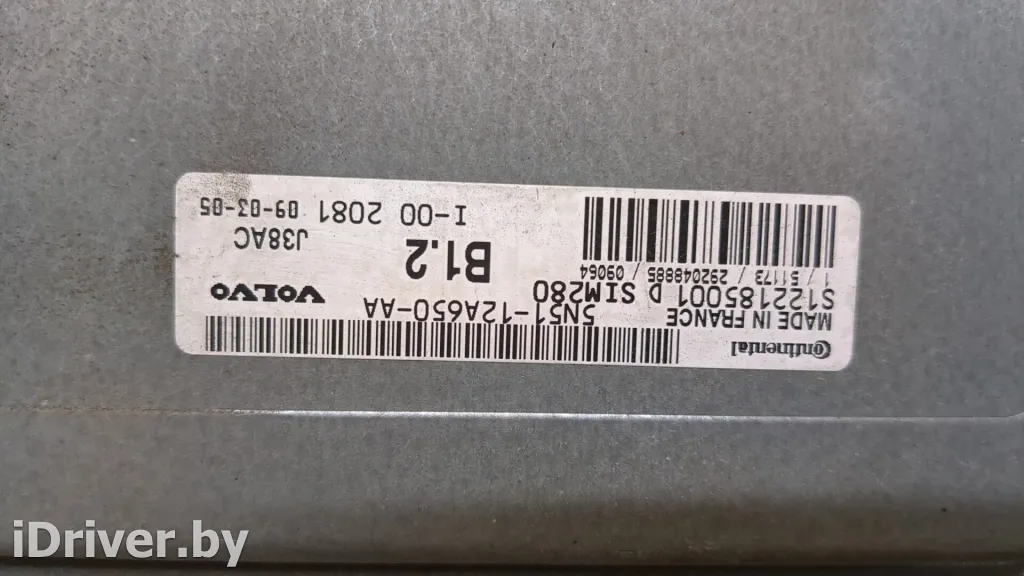 Continental
MADE IN FRANCE
5N51-12A650-AA
VOLVO
S122185001 D SIM280
1 / 51173 / 292048885 / 09064
B1.2
J38AC
I-00 2081 09-03-05
iDriver.by